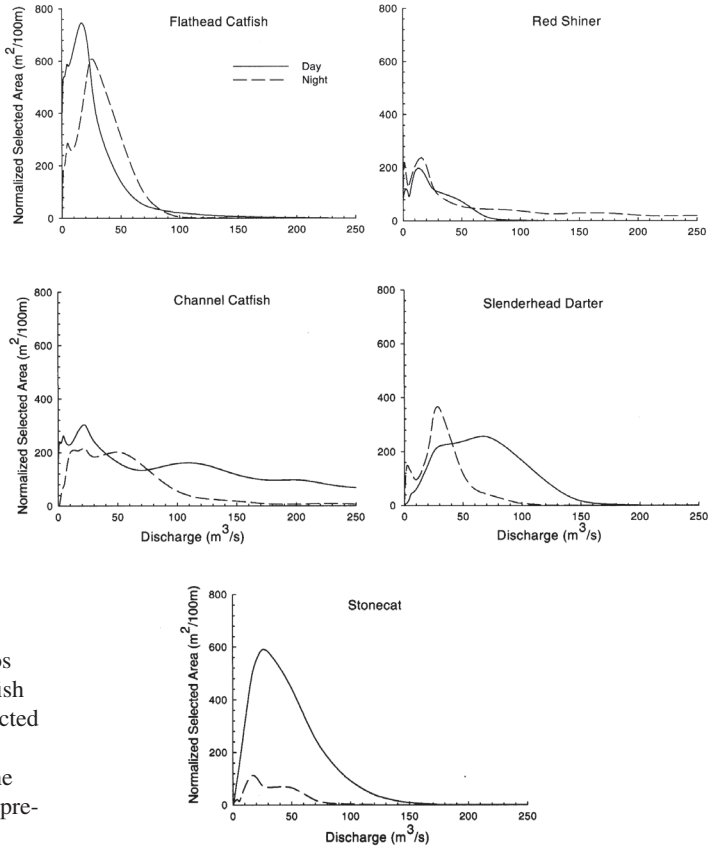 Flathead Catfish
Day
Night
Normalized Selected Area (m2/100m)
800
600
400
200
0
0 50 100 150 200 250
Red Shiner
800
600
400
200
0
0 50 100 150 200 250
Channel Catfish
Normalized Selected Area (m2/100m)
800
600
400
200
0
0 50 100 150 200 250
Discharge (m3/s)
Slenderhead Darter
800
600
400
200
0
0 50 100 150 200 250
Discharge (m3/s)
Stonecat
Normalized Selected Area (m2/100m)
800
600
400
200
0
0 50 100 150 200 250
Discharge (m3/s)
pre-